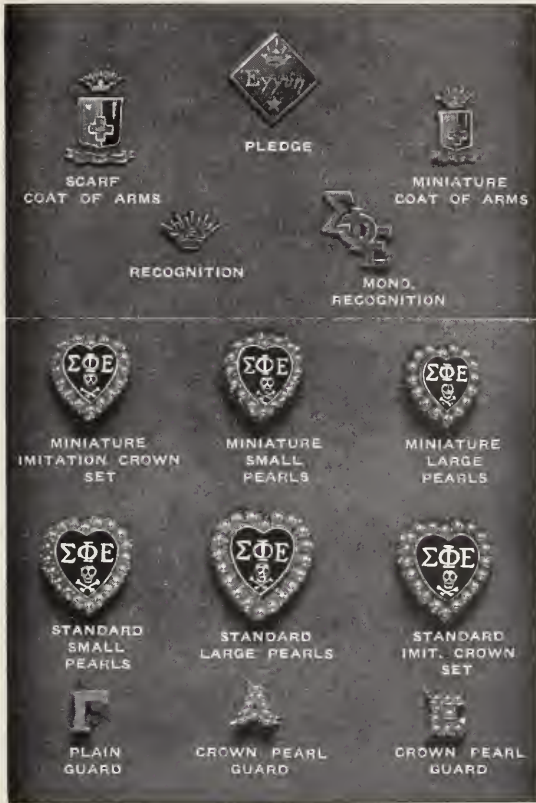 PLEDGE
SCARF
COAT OF ARMS
MINIATURE
COAT OF ARMS
ΣΦΕ
RECOGNITION
MONO.
RECOGNITION
ΣΦΕ
ΣΦΕ
ΣΦΕ
MINIATURE
IMITATION CROWN
SET
MINIATURE
SMALL
PEARLS
MINIATURE
LARGE
PEARLS
ΣΦΕ
ΣΦΕ
ΣΦΕ
STANDARD
SMALL
PEARLS
STANDARD
LARGE PEARLS
STANDARD
IMIT. CROWN
SET
Γ
A
B
PLAIN
GUARD
CROWN PEARL
GUARD
CROWN PEARL
GUARD